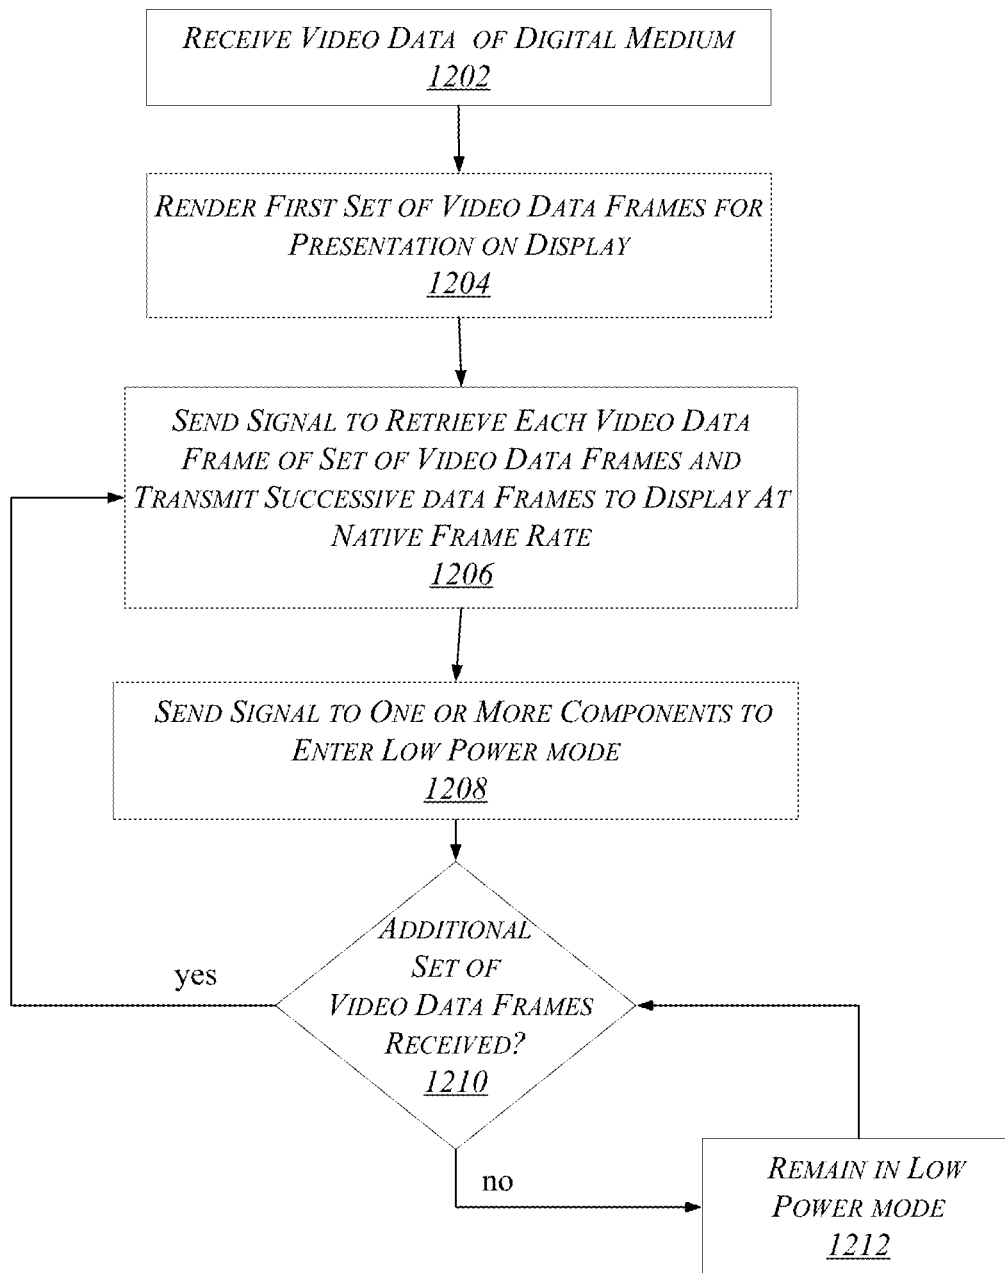 RECEIVE VIDEO DATA OF DIGITAL MEDIUM
1202
RENDER FIRST SET OF VIDEO DATA FRAMES FOR
PRESENTATION ON DISPLAY
1204
SEND SIGNAL TO RETRIEVE EACH VIDEO DATA
FRAME OF SET OF VIDEO DATA FRAMES AND
TRANSMIT SUCCESSIVE DATA FRAMES TO DISPLAY AT
NATIVE FRAME RATE
1206
SEND SIGNAL TO ONE OR MORE COMPONENTS TO
ENTER LOW POWER MODE
1208
ADDITIONAL
SET OF
VIDEO DATA FRAMES
RECEIVED?
1210
yes
no
REMAIN IN LOW
POWER MODE
1212